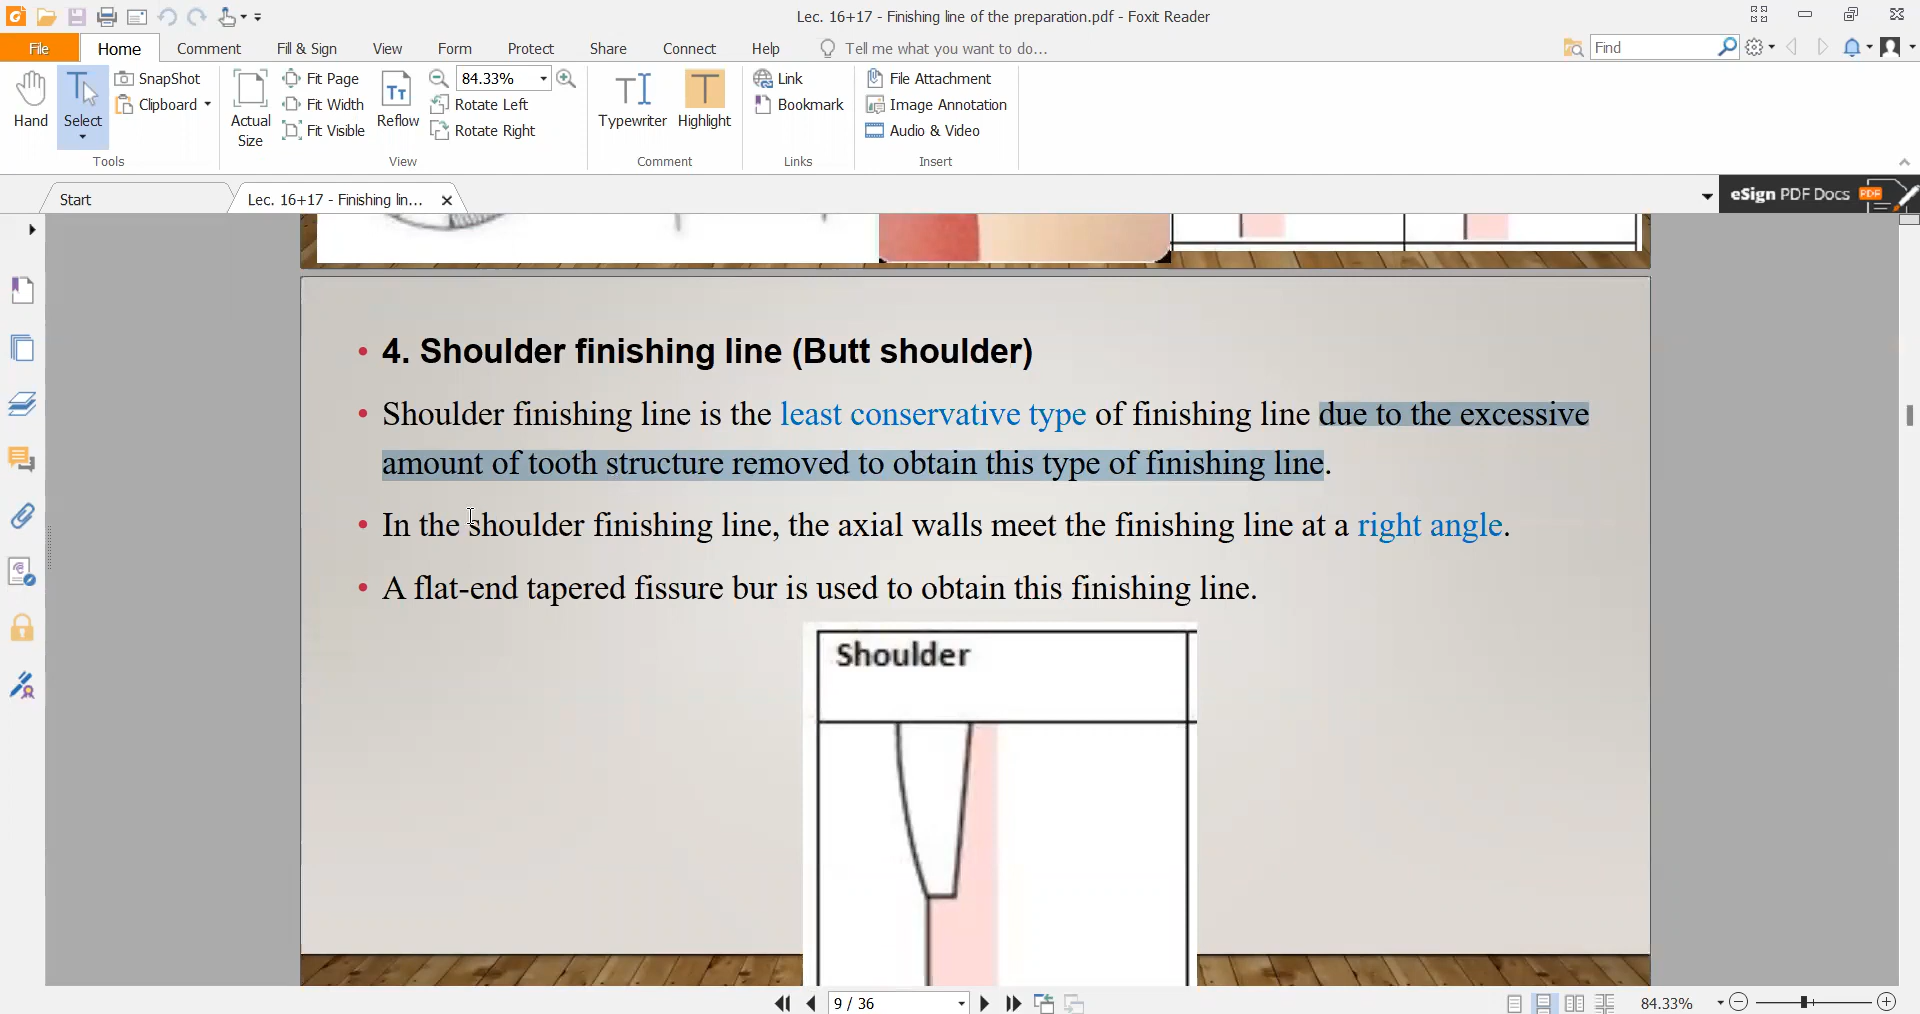 Lec. 16+17 - Finishing line of the preparation.pdf - Foxit Reader
File Home Comment Fill & Sign View Form Protect Share Connect Help Tell me what you want to do... Find
Hand
Select
SnapShot
Clipboard
Tools
Actual Size
Fit Page
Fit Width
Fit Visible
Reflow
84.33%
Rotate Left
Rotate Right
View
Typewriter
Highlight
Comment
Link
Bookmark
Links
File Attachment
Image Annotation
Audio & Video
Insert
Start
Lec. 16+17 - Finishing lin...
eSign PDF Docs PDF
• 4. Shoulder finishing line (Butt shoulder)
• Shoulder finishing line is the least conservative type of finishing line due to the excessive
amount of tooth structure removed to obtain this type of finishing line.
• In the shoulder finishing line, the axial walls meet the finishing line at a right angle.
• A flat-end tapered fissure bur is used to obtain this finishing line.
Shoulder
9 / 36
84.33%